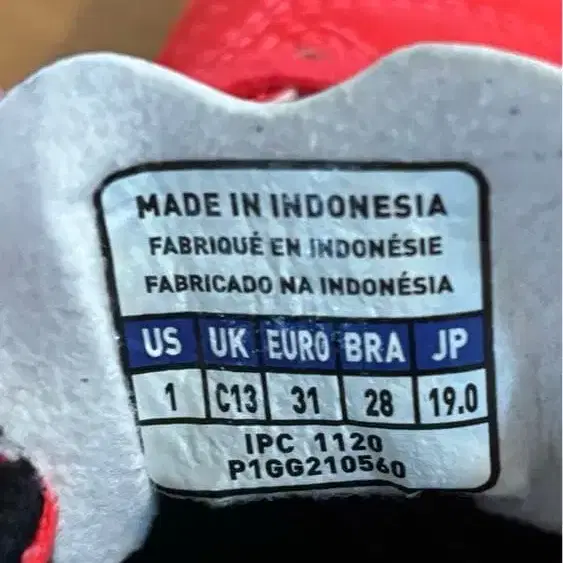 MADE IN INDONESIA
FABRIQUÉ EN INDONÉSIE
FABRICADO NA INDONÉSIA
US UK EURO BRA JP
1 C13 31 28 19.0
IPC 1120
P1GG210560